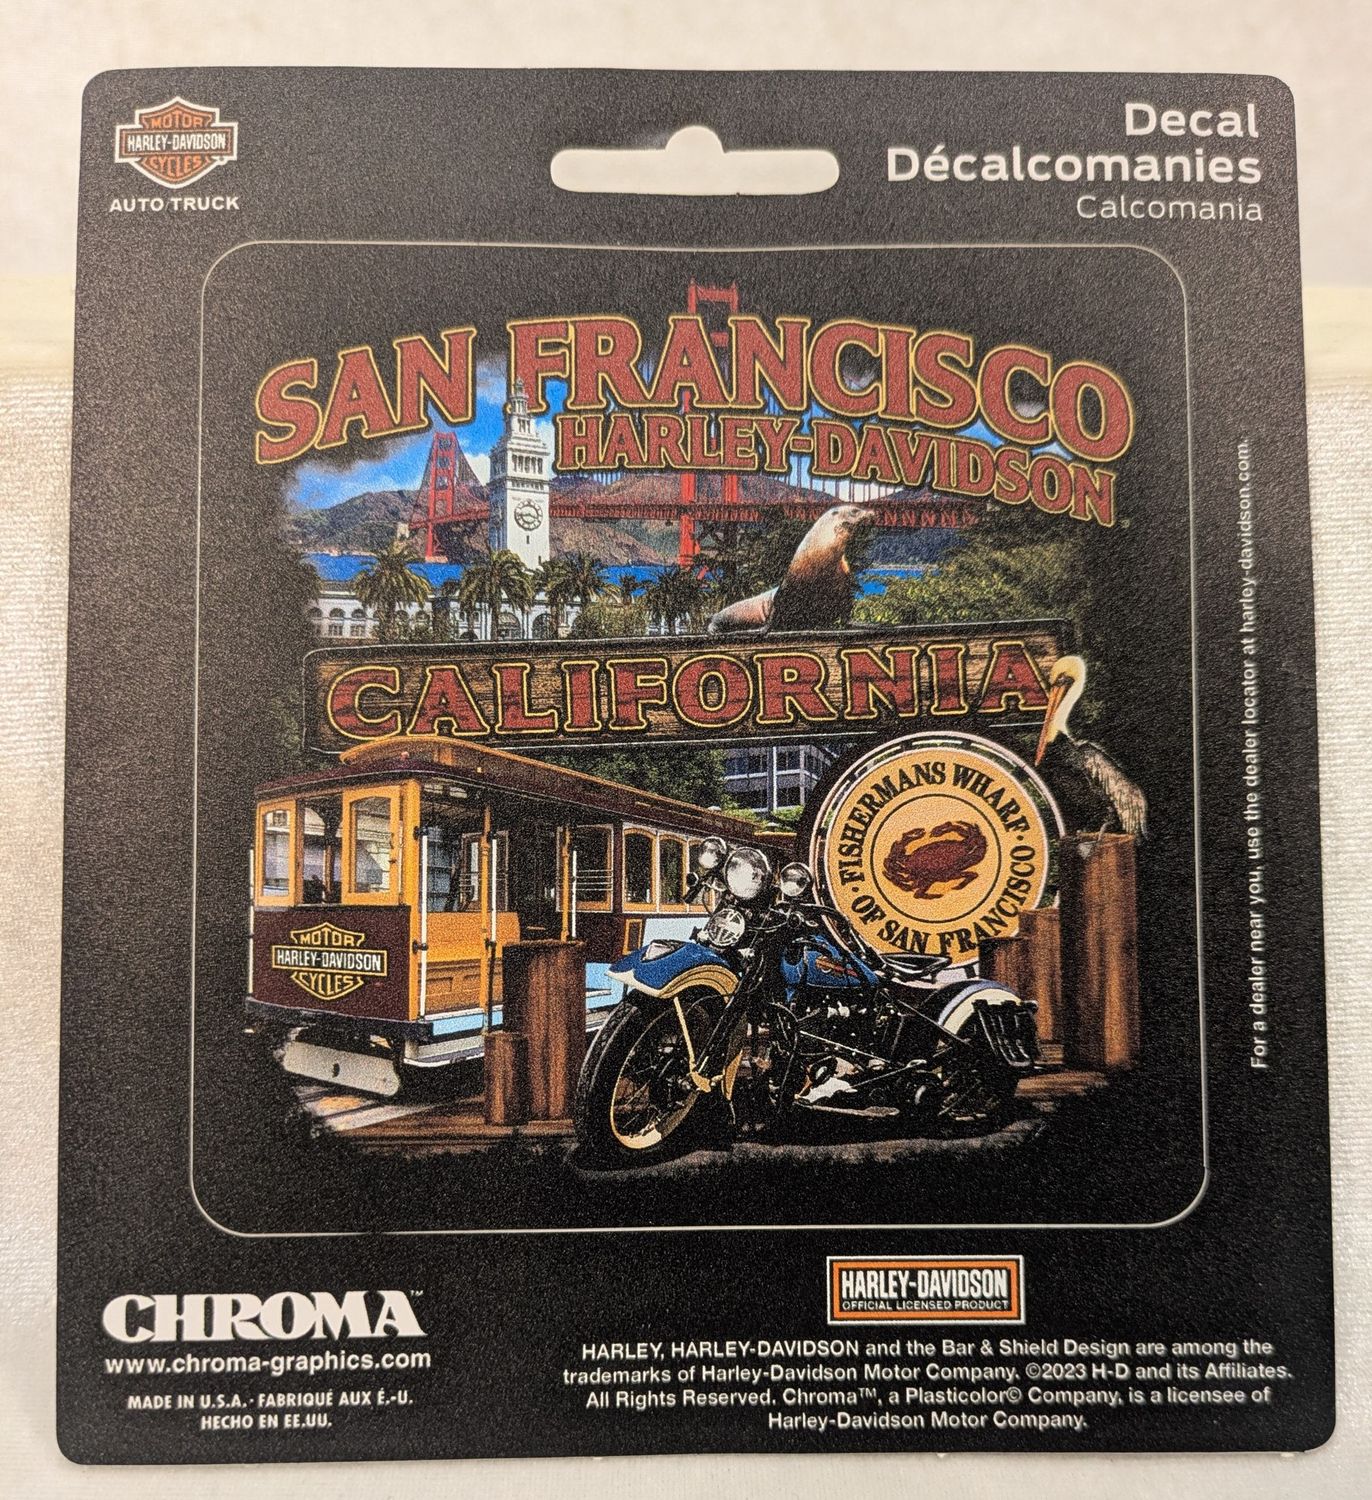 MOTOR
HARLEY-DAVIDSON
CYCLES
AUTO/TRUCK
Decal
Décalcomanies
Calcomania
SAN FRANCISCO
HARLEY-DAVIDSON
CALIFORNIA
· FISHERMANS WHARF ·
OF SAN FRANCISCO
MOTOR
HARLEY-DAVIDSON
CYCLES
For a dealer near you, use the dealer locator at harley-davidson.com.
CHROMA™
www.chroma-graphics.com
MADE IN U.S.A. · FABRIQUÉ AUX É.-U.
HECHO EN EE.UU.
HARLEY-DAVIDSON
OFFICIAL LICENSED PRODUCT
HARLEY, HARLEY-DAVIDSON and the Bar & Shield Design are among the
trademarks of Harley-Davidson Motor Company. ©2023 H-D and its Affiliates.
All Rights Reserved. Chroma™, a Plasticolor© Company, is a licensee of
Harley-Davidson Motor Company.